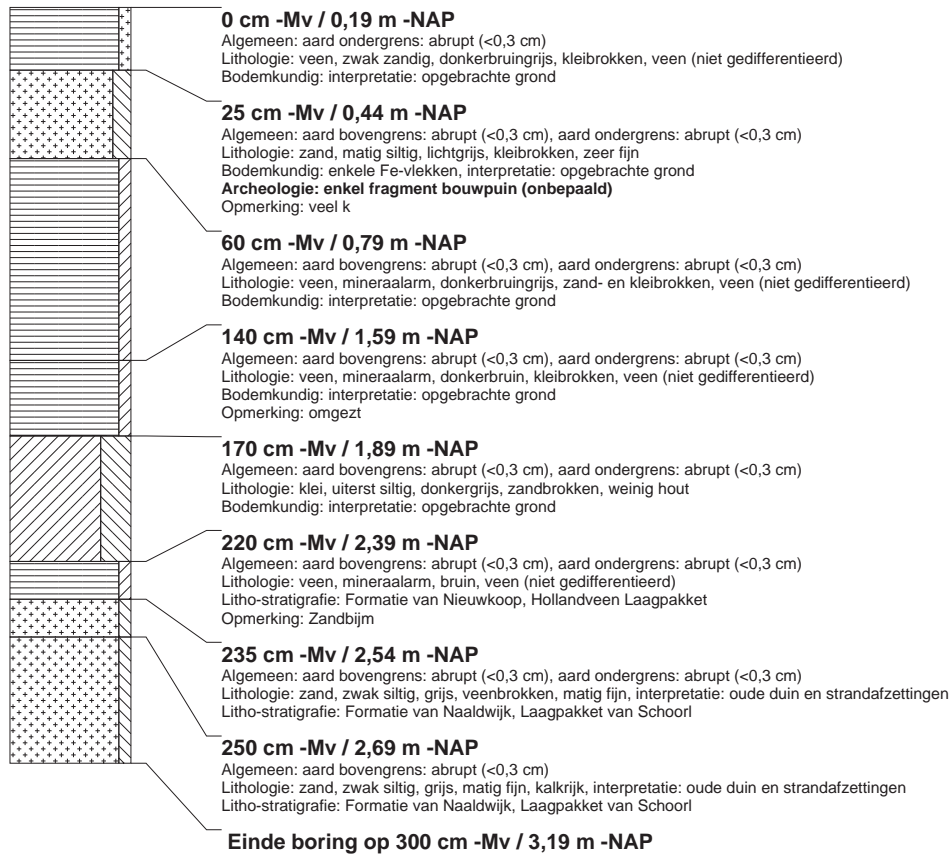 0 cm -Mv / 0,19 m -NAP
Algemeen: aard ondergrens: abrupt (<0,3 cm)
Lithologie: veen, zwak zandig, donkerbruingrijs, kleibrokken, veen (niet gedifferentieerd)
Bodemkundig: interpretatie: opgebrachte grond
25 cm -Mv / 0,44 m -NAP
Algemeen: aard bovengrens: abrupt (<0,3 cm), aard ondergrens: abrupt (<0,3 cm)
Lithologie: zand, matig siltig, lichtgrijs, kleibrokken, zeer fijn
Bodemkundig: enkele Fe-vlekken, interpretatie: opgebrachte grond
Archeologie: enkel fragment bouwpuin (onbepaald)
Opmerking: veel k
60 cm -Mv / 0,79 m -NAP
Algemeen: aard bovengrens: abrupt (<0,3 cm), aard ondergrens: abrupt (<0,3 cm)
Lithologie: veen, mineraalarm, donkerbruingrijs, zand- en kleibrokken, veen (niet gedifferentieerd)
Bodemkundig: interpretatie: opgebrachte grond
140 cm -Mv / 1,59 m -NAP
Algemeen: aard bovengrens: abrupt (<0,3 cm), aard ondergrens: abrupt (<0,3 cm)
Lithologie: veen, mineraalarm, donkerbruin, kleibrokken, veen (niet gedifferentieerd)
Bodemkundig: interpretatie: opgebrachte grond
Opmerking: omgezt
170 cm -Mv / 1,89 m -NAP
Algemeen: aard bovengrens: abrupt (<0,3 cm), aard ondergrens: abrupt (<0,3 cm)
Lithologie: klei, uiterst siltig, donkergrijs, zandbrokken, weinig hout
Bodemkundig: interpretatie: opgebrachte grond
220 cm -Mv / 2,39 m -NAP
Algemeen: aard bovengrens: abrupt (<0,3 cm), aard ondergrens: abrupt (<0,3 cm)
Lithologie: veen, mineraalarm, bruin, veen (niet gedifferentieerd)
Litho-stratigrafie: Formatie van Nieuwkoop, Hollandveen Laagpakket
Opmerking: Zandbijm
235 cm -Mv / 2,54 m -NAP
Algemeen: aard bovengrens: abrupt (<0,3 cm), aard ondergrens: abrupt (<0,3 cm)
Lithologie: zand, zwak siltig, grijs, veenbrokken, matig fijn, interpretatie: oude duin en strandafzettingen
Litho-stratigrafie: Formatie van Naaldwijk, Laagpakket van Schoorl
250 cm -Mv / 2,69 m -NAP
Algemeen: aard bovengrens: abrupt (<0,3 cm)
Lithologie: zand, zwak siltig, grijs, matig fijn, kalkrijk, interpretatie: oude duin en strandafzettingen
Litho-stratigrafie: Formatie van Naaldwijk, Laagpakket van Schoorl
Einde boring op 300 cm -Mv / 3,19 m -NAP